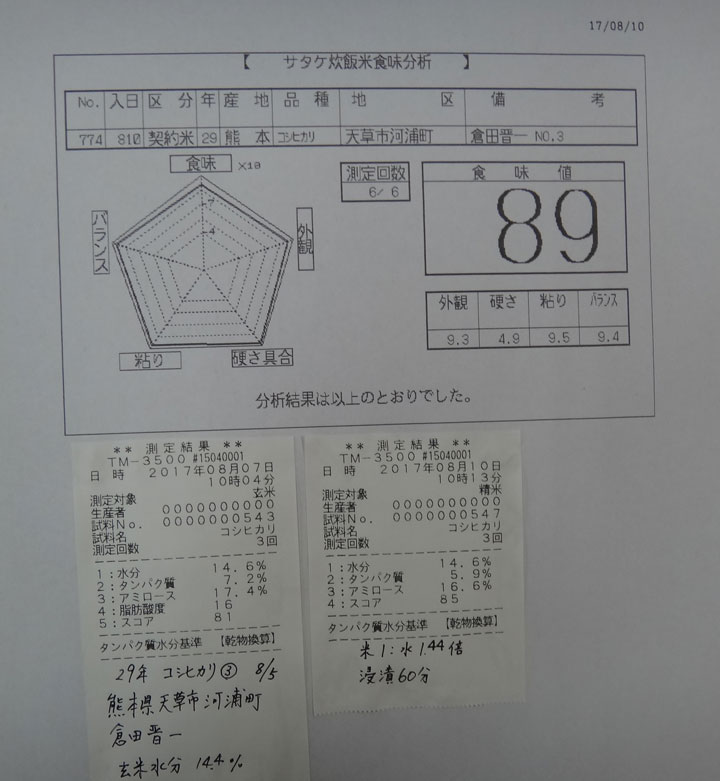 17/08/10
【 サタケ炊飯米食味分析 】
No. 入日 区分 年 産地 品種 地区 備考
774 810 契約米 29 熊本 コシヒカリ 天草市河浦町 倉田晋一 NO.3
食味 ×10
7
4
外観
硬さ具合
粘り
バランス
測定回数
6/ 6
食味値
89
外観 硬さ 粘り バランス
9.3 4.9 9.5 9.4
分析結果は以上のとおりでした。
** 測定結果 **
TM-3500 #15040001
日時 2017年08月07日
10時04分
測定対象 玄米
生産者 0000000000
試料No. 0000000543
試料名 コシヒカリ
測定回数 3回
1:水分 14.6%
2:タンパク質 7.2%
3:アミロース 17.4%
4:脂肪酸度 16
5:スコア 81
タンパク質水分基準 【乾物換算】
29年 コシヒカリ③ 8/5
熊本県天草市河浦町
倉田晋一
玄米水分 14.4%
** 測定結果 **
TM-3500 #15040001
日時 2017年08月10日
10時13分
測定対象 精米
生産者 0000000000
試料No. 0000000547
試料名 コシヒカリ
測定回数 3回
1:水分 14.6%
2:タンパク質 5.9%
3:アミロース 16.6%
4:スコア 85
タンパク質水分基準 【乾物換算】
米1:水1.44倍
浸漬60分